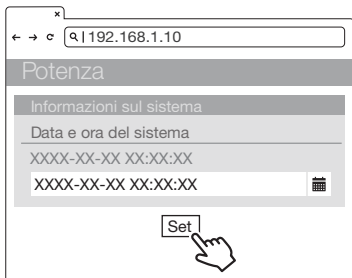 192.168.1.10
Potenza
Informazioni sul sistema
Data e ora del sistema
XXXX-XX-XX XX:XX:XX
XXXX-XX-XX XX:XX:XX
Set